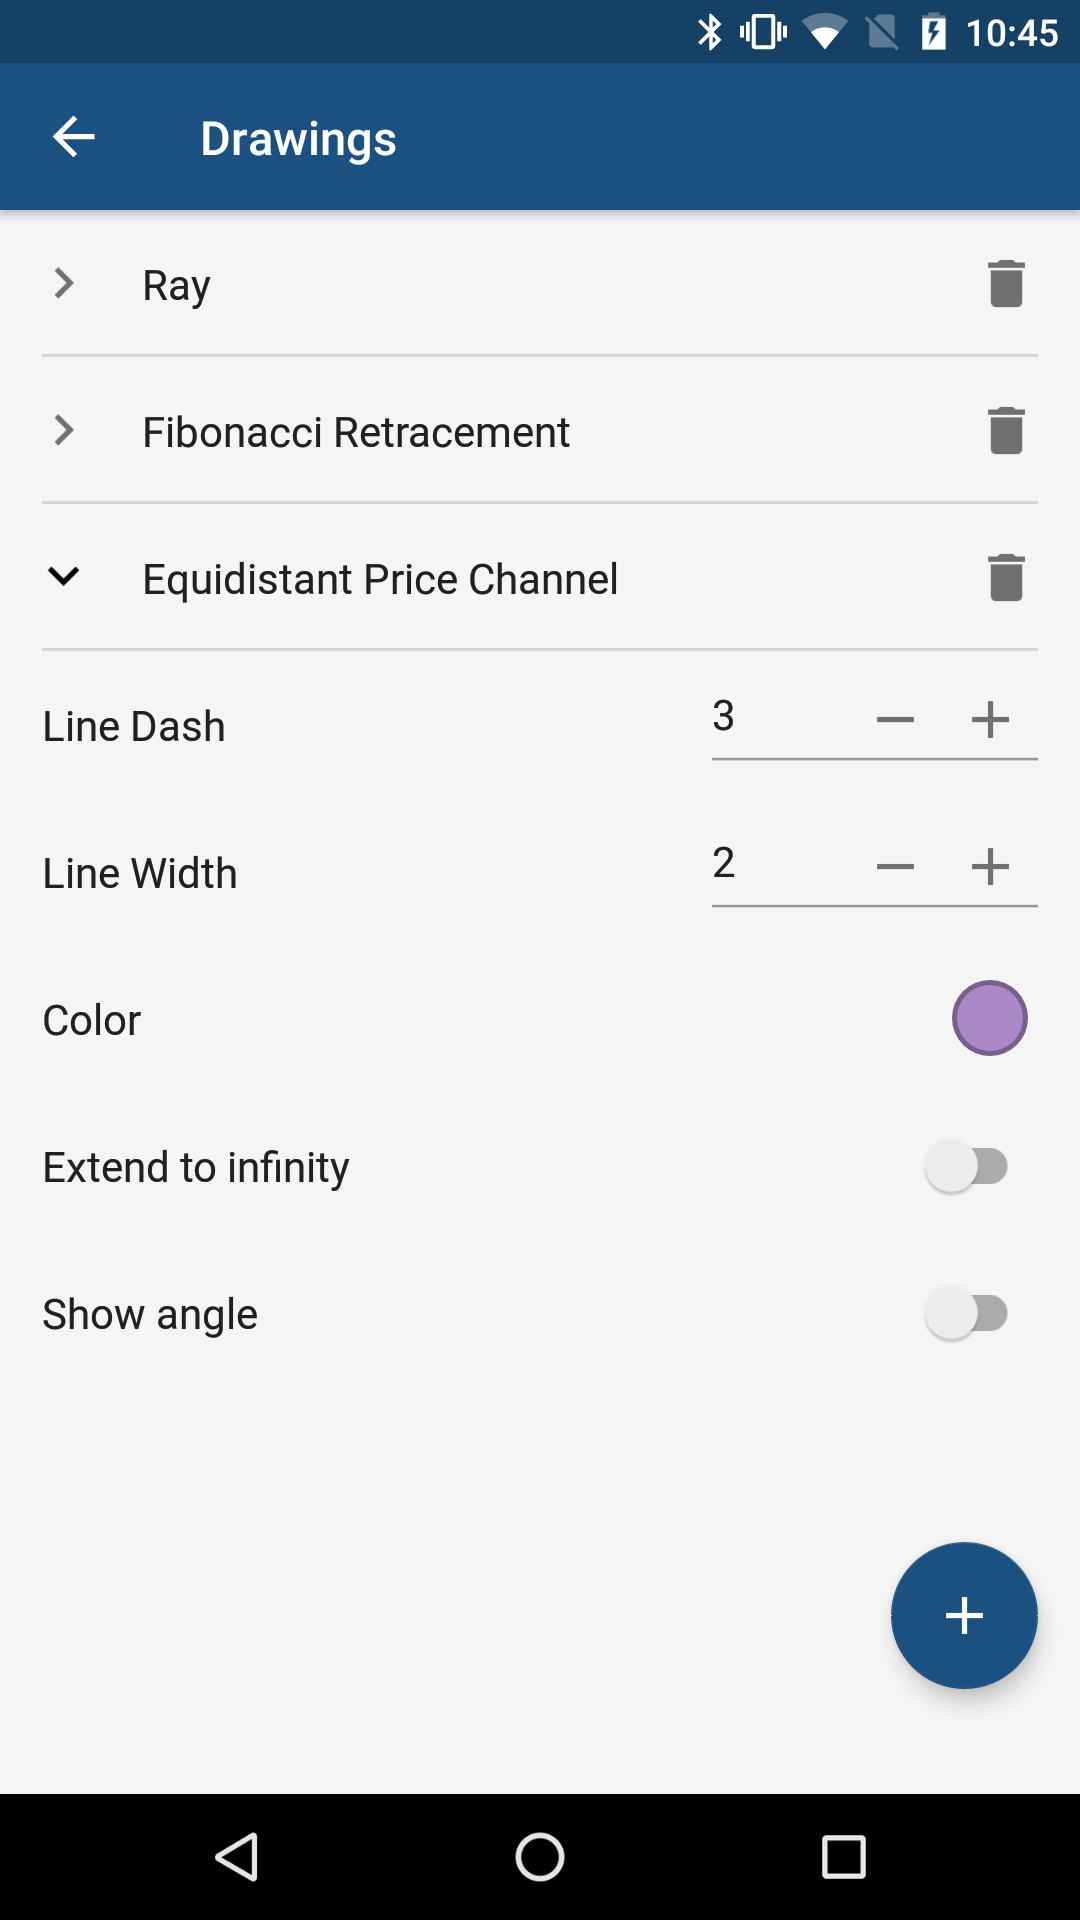 10:45
Drawings
Ray
Fibonacci Retracement
Equidistant Price Channel
Line Dash 3
Line Width 2
Color
Extend to infinity
Show angle